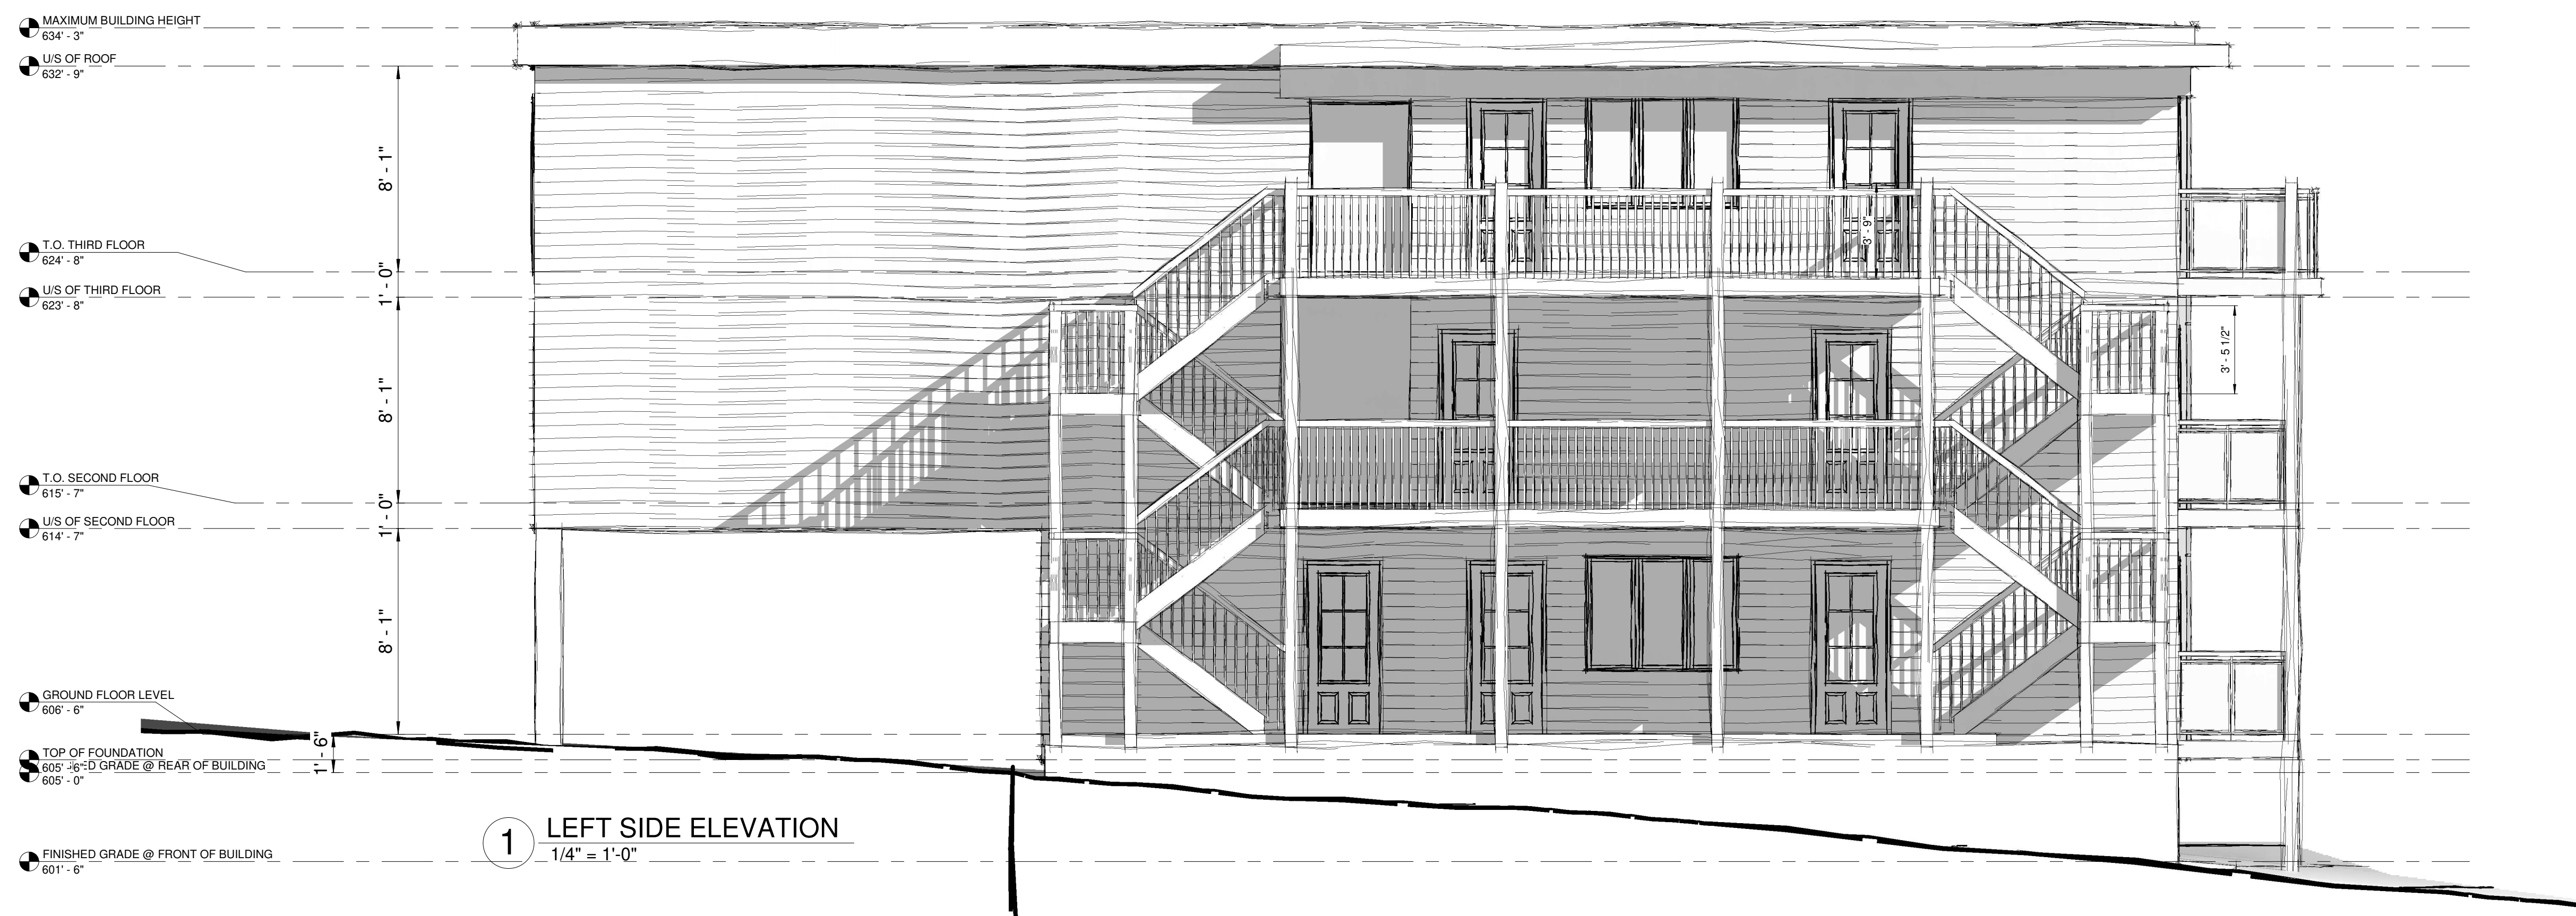 MAXIMUM BUILDING HEIGHT
634' - 3"
U/S OF ROOF
632' - 9"
8' - 1"
3' - 9"
T.O. THIRD FLOOR
624' - 8"
1' - 0"
U/S OF THIRD FLOOR
623' - 8"
3' - 5 1/2"
8' - 1"
T.O. SECOND FLOOR
615' - 7"
1' - 0"
U/S OF SECOND FLOOR
614' - 7"
8' - 1"
GROUND FLOOR LEVEL
606' - 6"
1' - 6"
TOP OF FOUNDATION
605' - 6"
GRADE @ REAR OF BUILDING
605' - 0"
1 LEFT SIDE ELEVATION
1/4" = 1'-0"
FINISHED GRADE @ FRONT OF BUILDING
601' - 6"